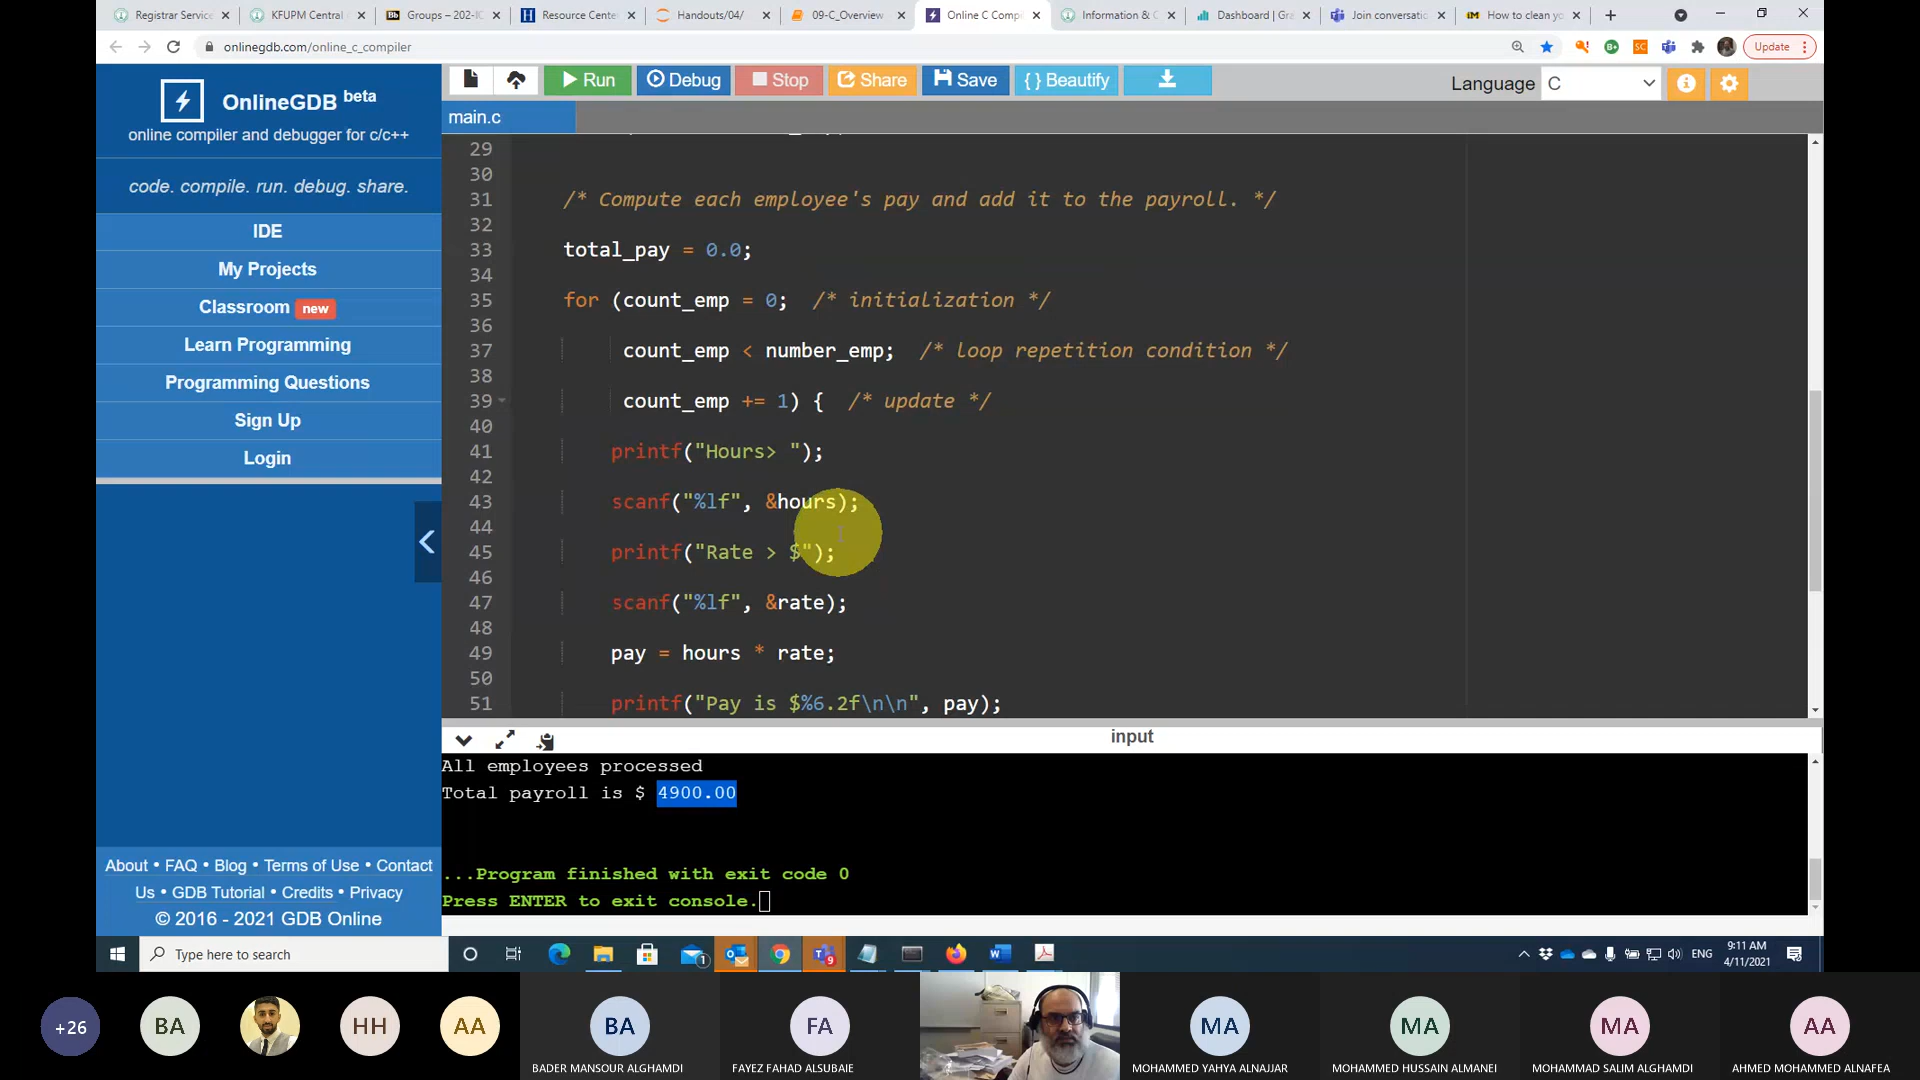 Registrar Service
KFUPM Central
Groups – 202-IC
Resource Cente
Handouts/04/
09-C_Overview
Online C Comp
Information & C
Dashboard | Gra
Join conversatio
How to clean yo
onlinegdb.com/online_c_compiler
Update
OnlineGDB beta
online compiler and debugger for c/c++
code. compile. run. debug. share.
IDE
My Projects
Classroom new
Learn Programming
Programming Questions
Sign Up
Login
About • FAQ • Blog • Terms of Use • Contact
Us • GDB Tutorial • Credits • Privacy
© 2016 - 2021 GDB Online
Run Debug Stop Share Save { } Beautify
Language C
main.c
29
30
31 /* Compute each employee's pay and add it to the payroll. */
32
33 total_pay = 0.0;
34
35 for (count_emp = 0; /* initialization */
36
37 count_emp < number_emp; /* loop repetition condition */
38
39 count_emp += 1) { /* update */
40
41 printf("Hours> ");
42
43 scanf("%lf", &hours);
44
45 printf("Rate > $");
46
47 scanf("%lf", &rate);
48
49 pay = hours * rate;
50
51 printf("Pay is $%6.2f\n\n", pay);
input
All employees processed
Total payroll is $ 4900.00
...Program finished with exit code 0
Press ENTER to exit console.
Type here to search
1
9
ENG
9:11 AM
4/11/2021
+26
BA
HH
AA
BA
BADER MANSOUR ALGHAMDI
FA
FAYEZ FAHAD ALSUBAIE
MA
MOHAMMED YAHYA ALNAJJAR
MA
MOHAMMED HUSSAIN ALMANEI
MA
MOHAMMAD SALIM ALGHAMDI
AA
AHMED MOHAMMED ALNAFEA